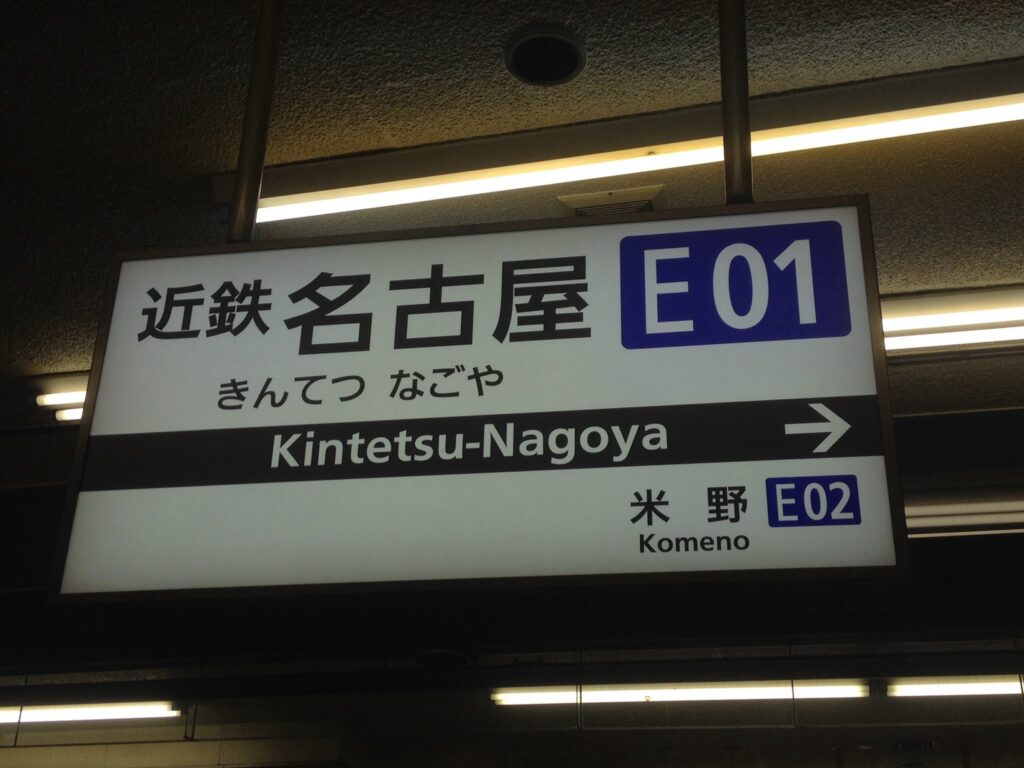 近鉄名古屋 E01
きんてつ なごや
Kintetsu-Nagoya →
米野 E02
Komeno